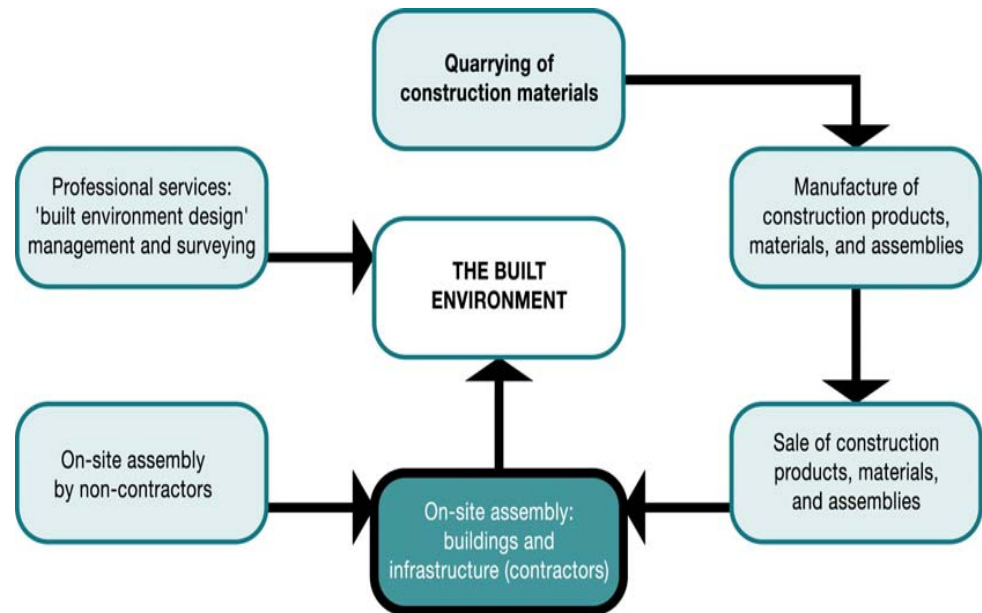 Quarrying of
construction materials
Professional services:
'built environment design'
management and surveying
Manufacture of
construction products,
materials, and assemblies
THE BUILT
ENVIRONMENT
On-site assembly
by non-contractors
On-site assembly:
buildings and
infrastructure (contractors)
Sale of construction
products, materials,
and assemblies